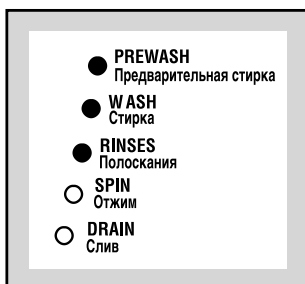 PREWASH
Предварительная стирка
WASH
Стирка
RINSES
Полоскания
SPIN
Отжим
DRAIN
Слив